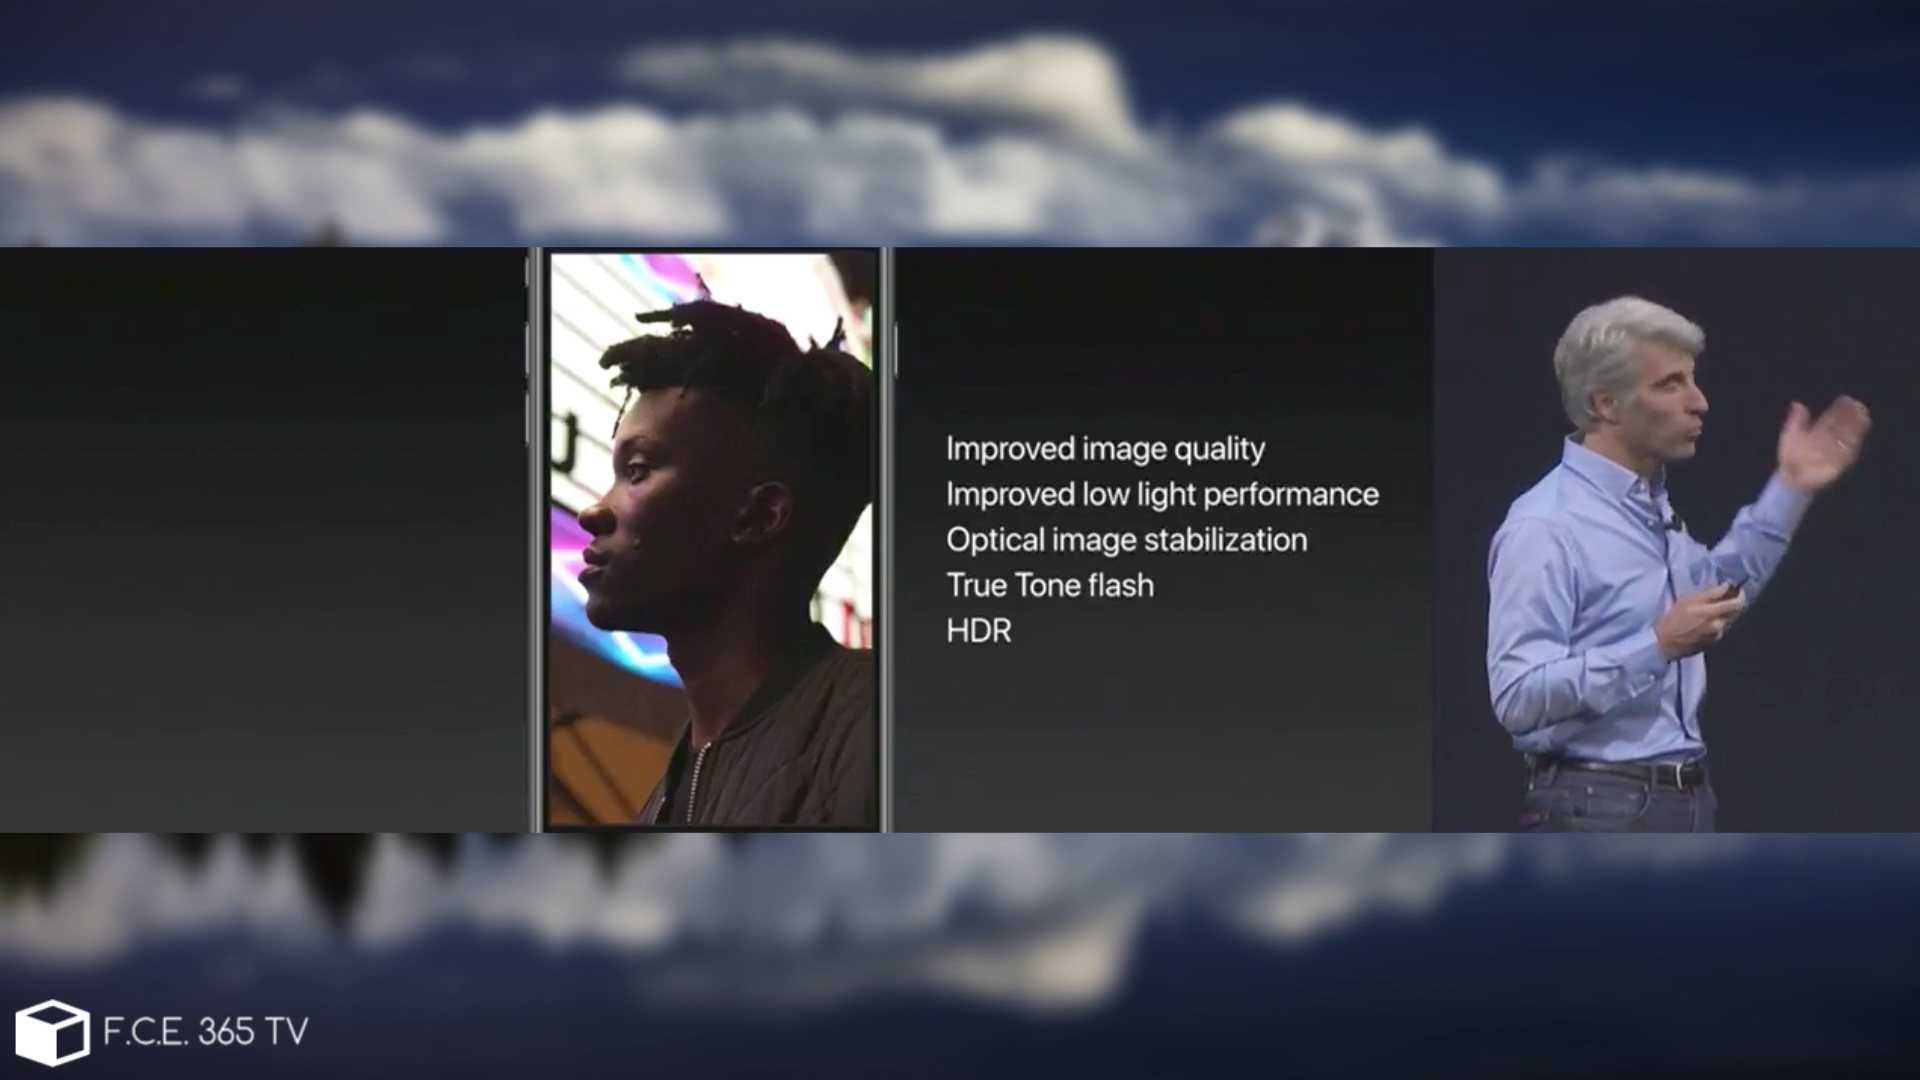 Improved image quality
Improved low light performance
Optical image stabilization
True Tone flash
HDR
F.C.E. 365 TV